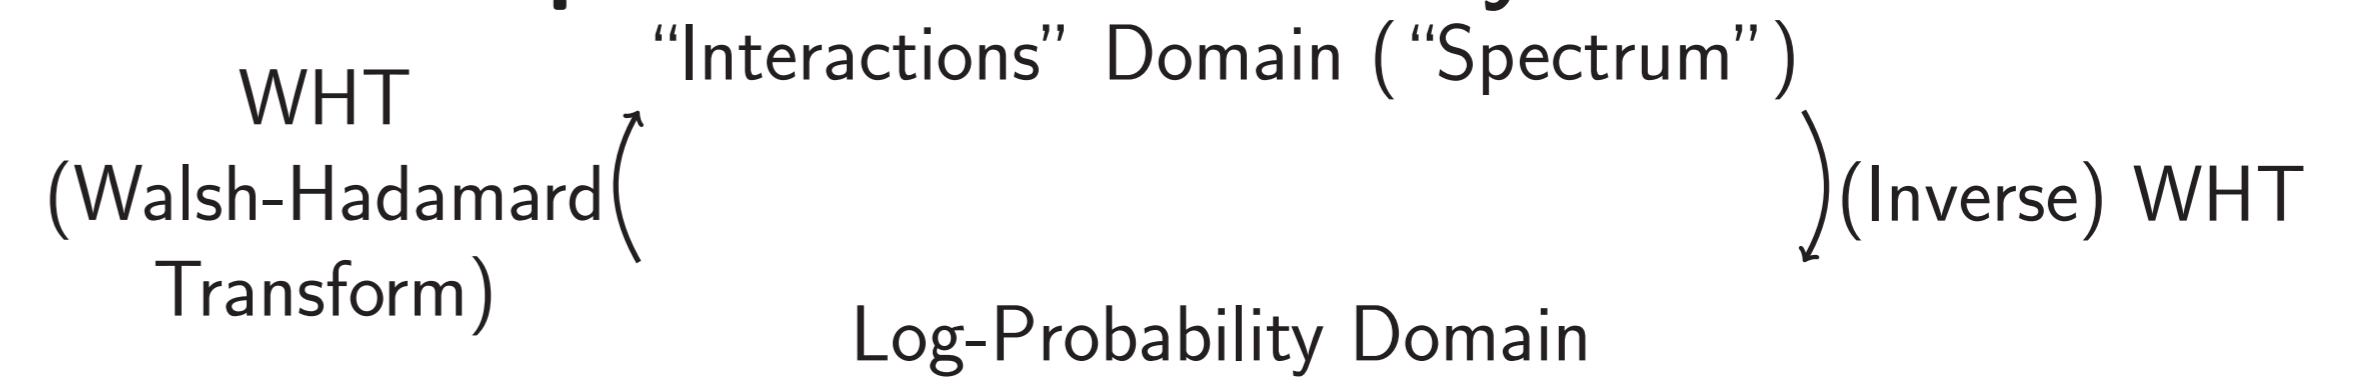 “Interactions” Domain (“Spectrum”)
WHT
(Walsh-Hadamard
Transform)
(Inverse) WHT
Log-Probability Domain